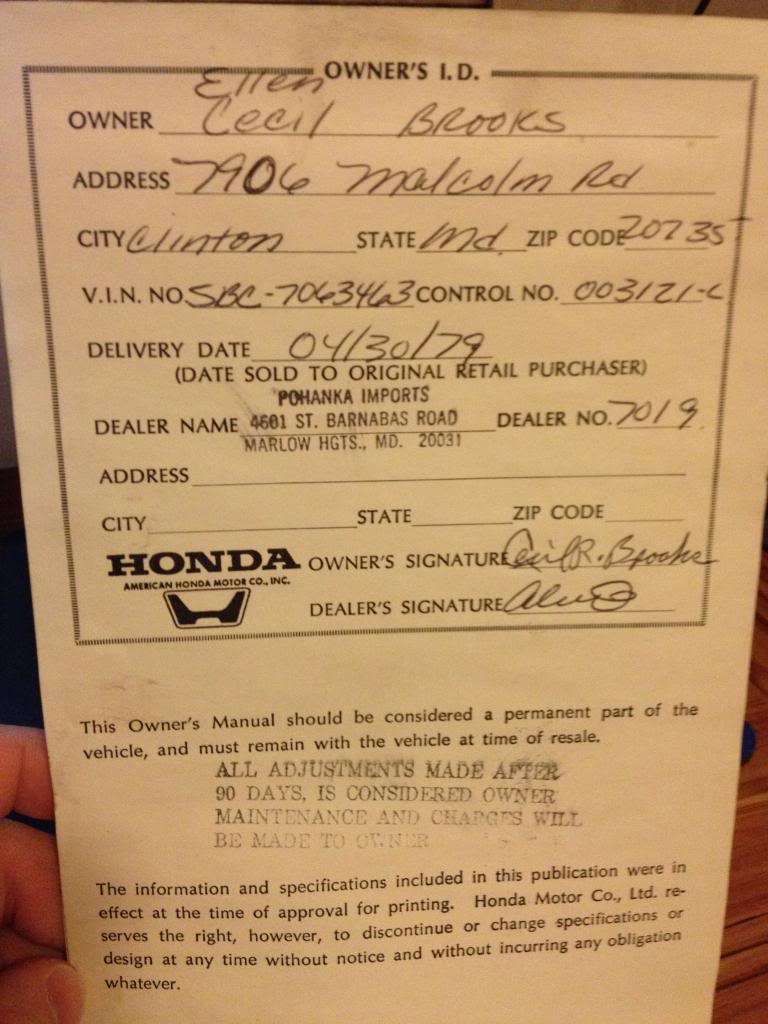 OWNER'S I.D.
Ellen
OWNER Cecil BROOKS
ADDRESS 7906 Malcolm Rd
CITY Clinton STATE Md. ZIP CODE 20735
V.I.N. NO. SBC-7063463 CONTROL NO. 003121-C
DELIVERY DATE 04/30/79
(DATE SOLD TO ORIGINAL RETAIL PURCHASER)
POHANKA IMPORTS
DEALER NAME 4601 ST. BARNABAS ROAD DEALER NO. 7019
MARLOW HGTS., MD. 20031
ADDRESS
CITY STATE ZIP CODE
HONDA OWNER'S SIGNATURE Cecil R. Brooks
AMERICAN HONDA MOTOR CO., INC.
DEALER'S SIGNATURE
This Owner's Manual should be considered a permanent part of the
vehicle, and must remain with the vehicle at time of resale.
ALL ADJUSTMENTS MADE AFTER
90 DAYS, IS CONSIDERED OWNER
MAINTENANCE AND CHARGES WILL
BE MADE TO OWNER
The information and specifications included in this publication were in
effect at the time of approval for printing. Honda Motor Co., Ltd. re-
serves the right, however, to discontinue or change specifications or
design at any time without notice and without incurring any obligation
whatever.